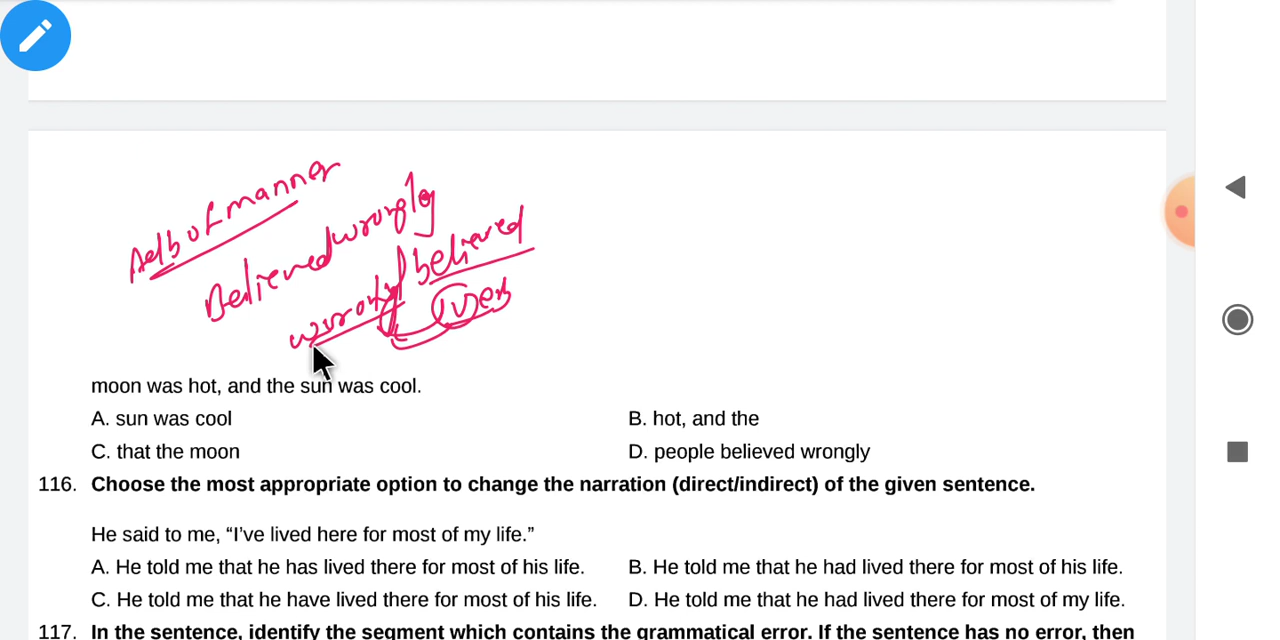 Adb of manner
Believed wrongly
wrongly believed
Verb
moon was hot, and the sun was cool.
A. sun was cool B. hot, and the
C. that the moon D. people believed wrongly
116. Choose the most appropriate option to change the narration (direct/indirect) of the given sentence.
He said to me, “I’ve lived here for most of my life.”
A. He told me that he has lived there for most of his life. B. He told me that he had lived there for most of his life.
C. He told me that he have lived there for most of his life. D. He told me that he had lived there for most of my life.
117. In the sentence, identify the segment which contains the grammatical error. If the sentence has no error, then